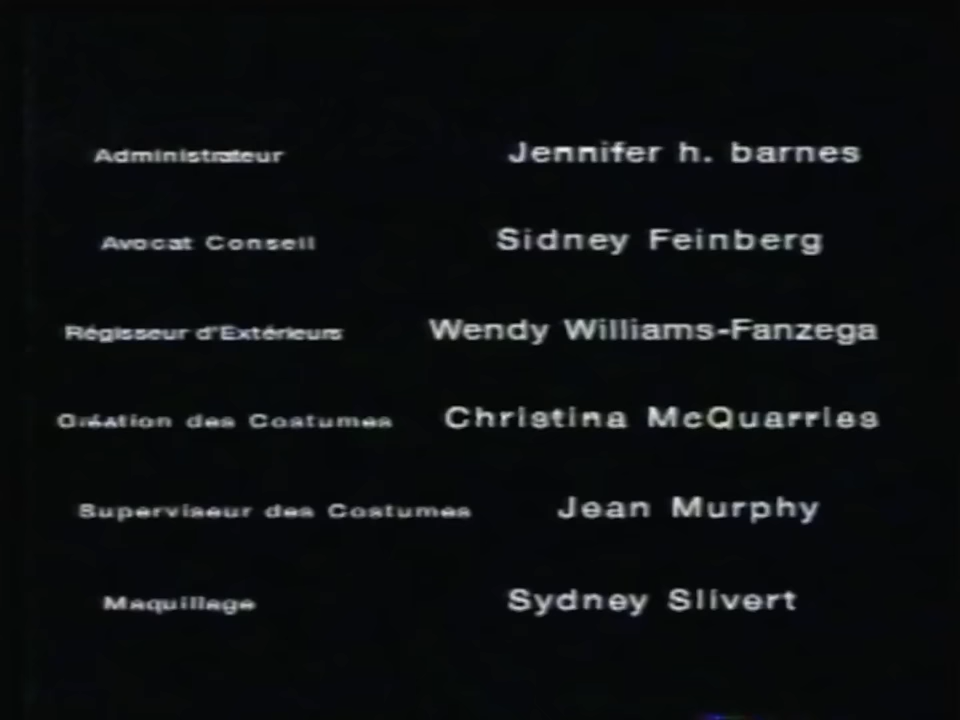 Administrateur Jennifer h. barnes
Avocat Conseil Sidney Feinberg
Régisseur d'Extérieurs Wendy Williams-Fanzega
Création des Costumes Christina McQuarries
Superviseur des Costumes Jean Murphy
Maquillage Sydney Slivert